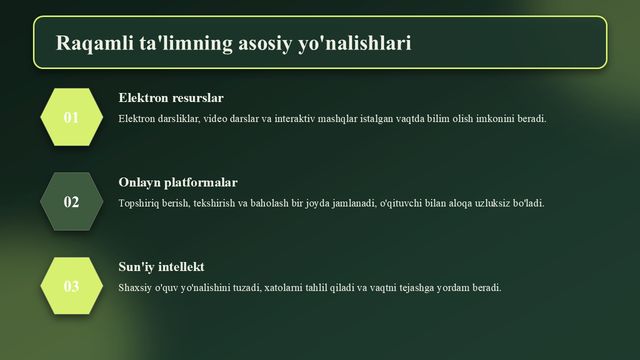 Raqamli ta'limning asosiy yo'nalishlari
01
Elektron resurslar
Elektron darsliklar, video darslar va interaktiv mashqlar istalgan vaqtda bilim olish imkonini beradi.
02
Onlayn platformalar
Topshiriq berish, tekshirish va baholash bir joyda jamlanadi, o'qituvchi bilan aloqa uzluksiz bo'ladi.
03
Sun'iy intellekt
Shaxsiy o'quv yo'nalishini tuzadi, xatolarni tahlil qiladi va vaqtni tejashga yordam beradi.